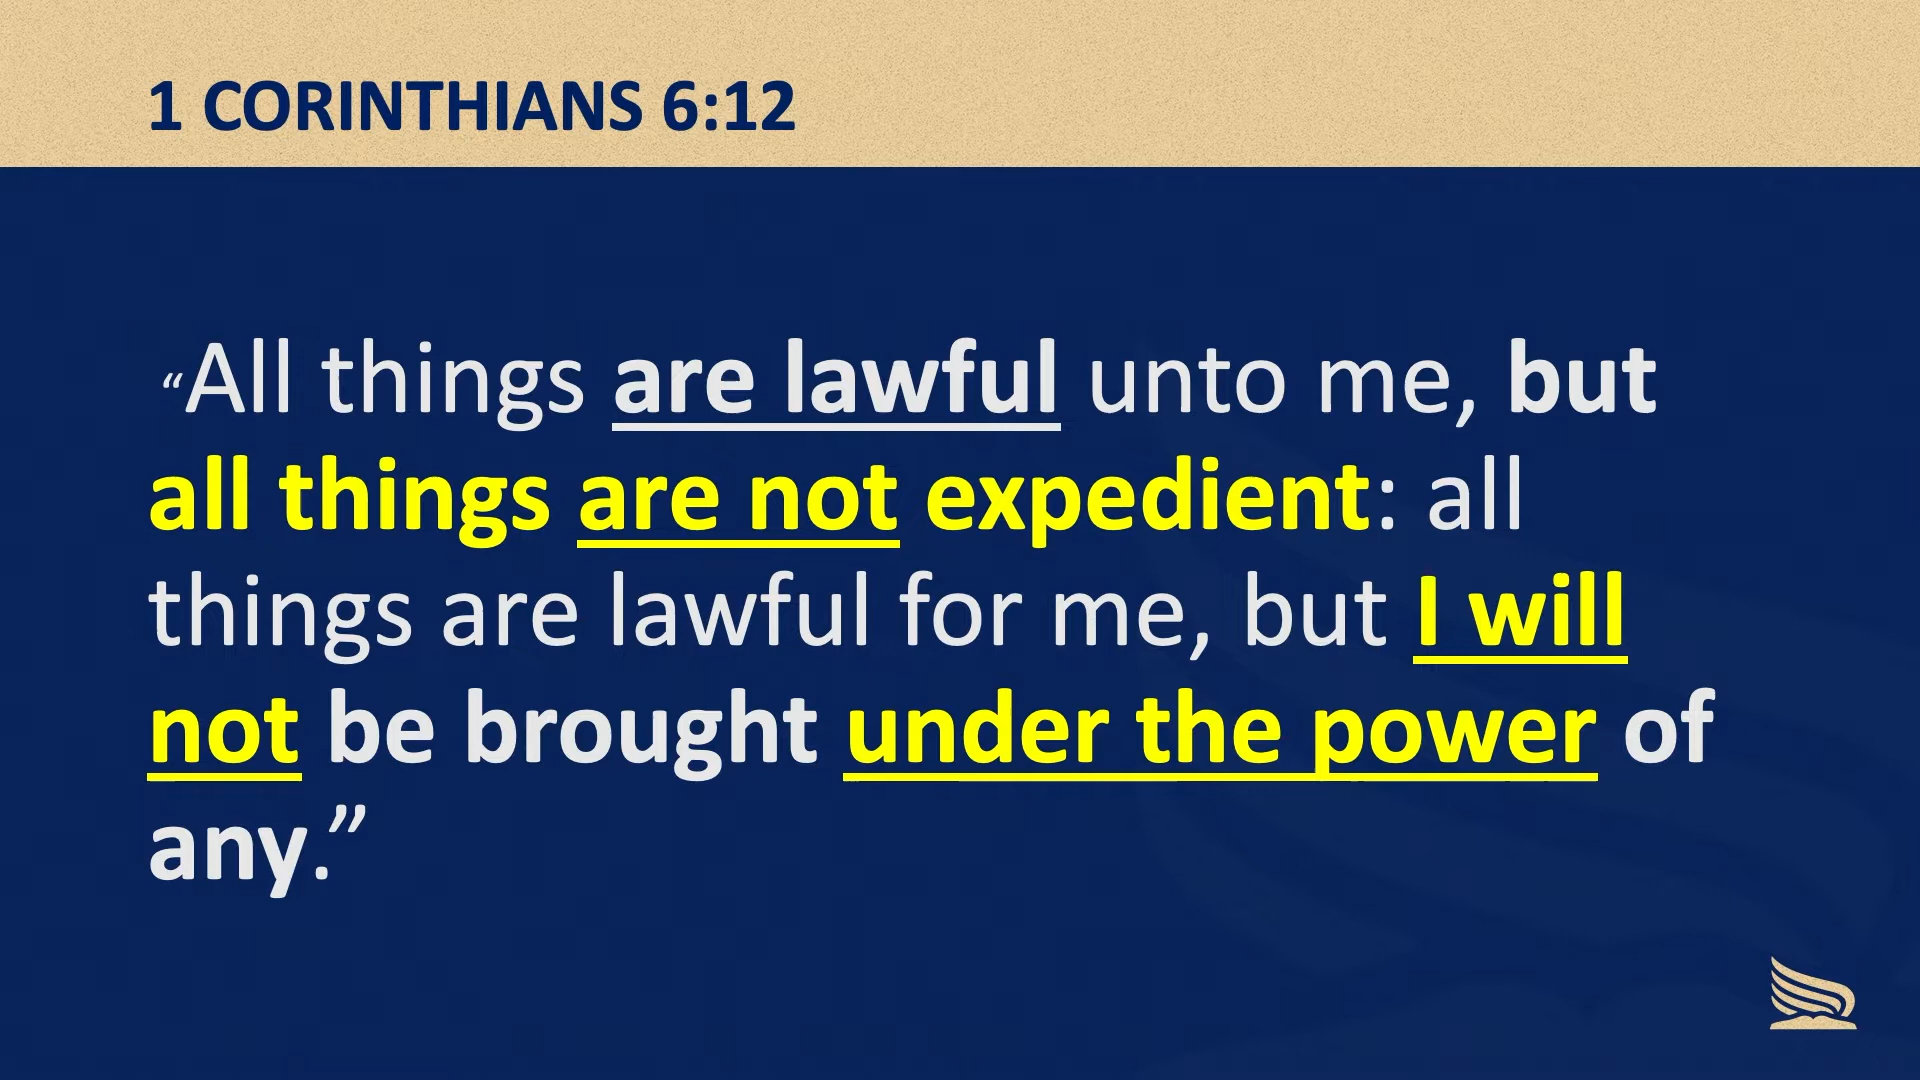 1 CORINTHIANS 6:12
“All things are lawful unto me, but
all things are not expedient: all
things are lawful for me, but I will
not be brought under the power of
any.”